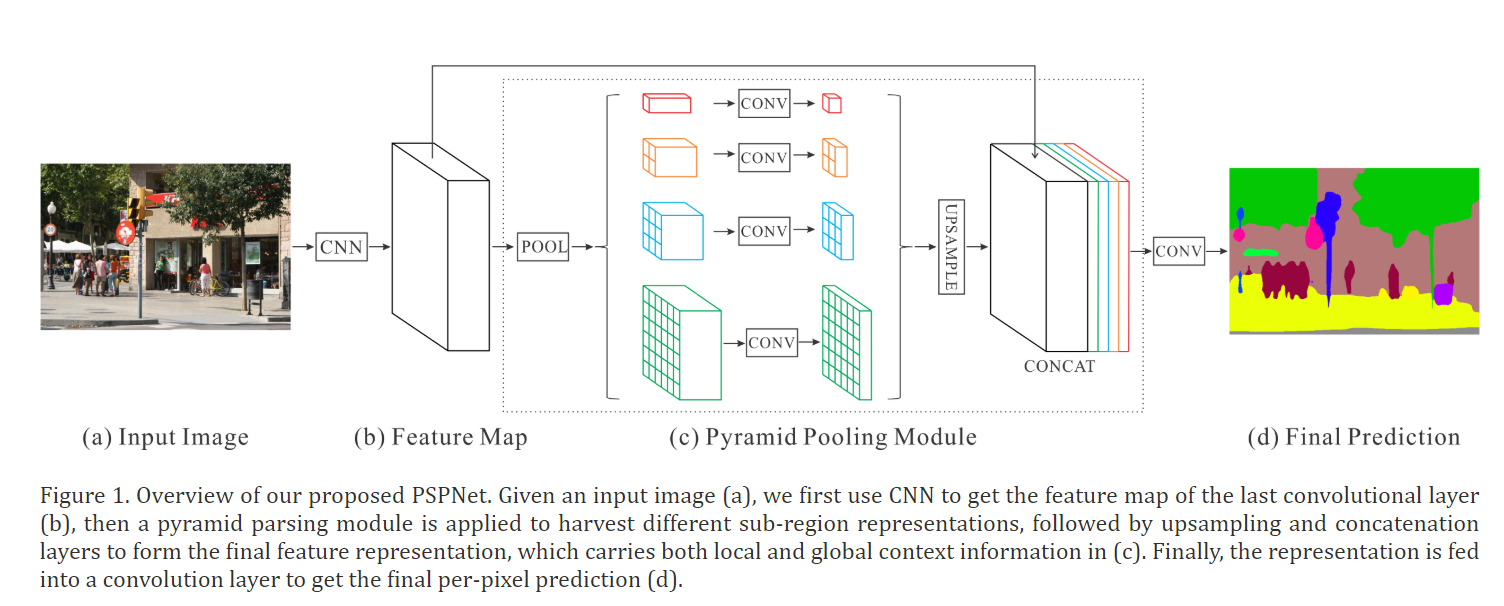 CNN
POOL
CONV
CONV
CONV
CONV
UPSAMPLE
CONCAT
CONV
(a) Input Image
(b) Feature Map
(c) Pyramid Pooling Module
(d) Final Prediction
Figure 1. Overview of our proposed PSPNet. Given an input image (a), we first use CNN to get the feature map of the last convolutional layer
(b), then a pyramid parsing module is applied to harvest different sub-region representations, followed by upsampling and concatenation
layers to form the final feature representation, which carries both local and global context information in (c). Finally, the representation is fed
into a convolution layer to get the final per-pixel prediction (d).